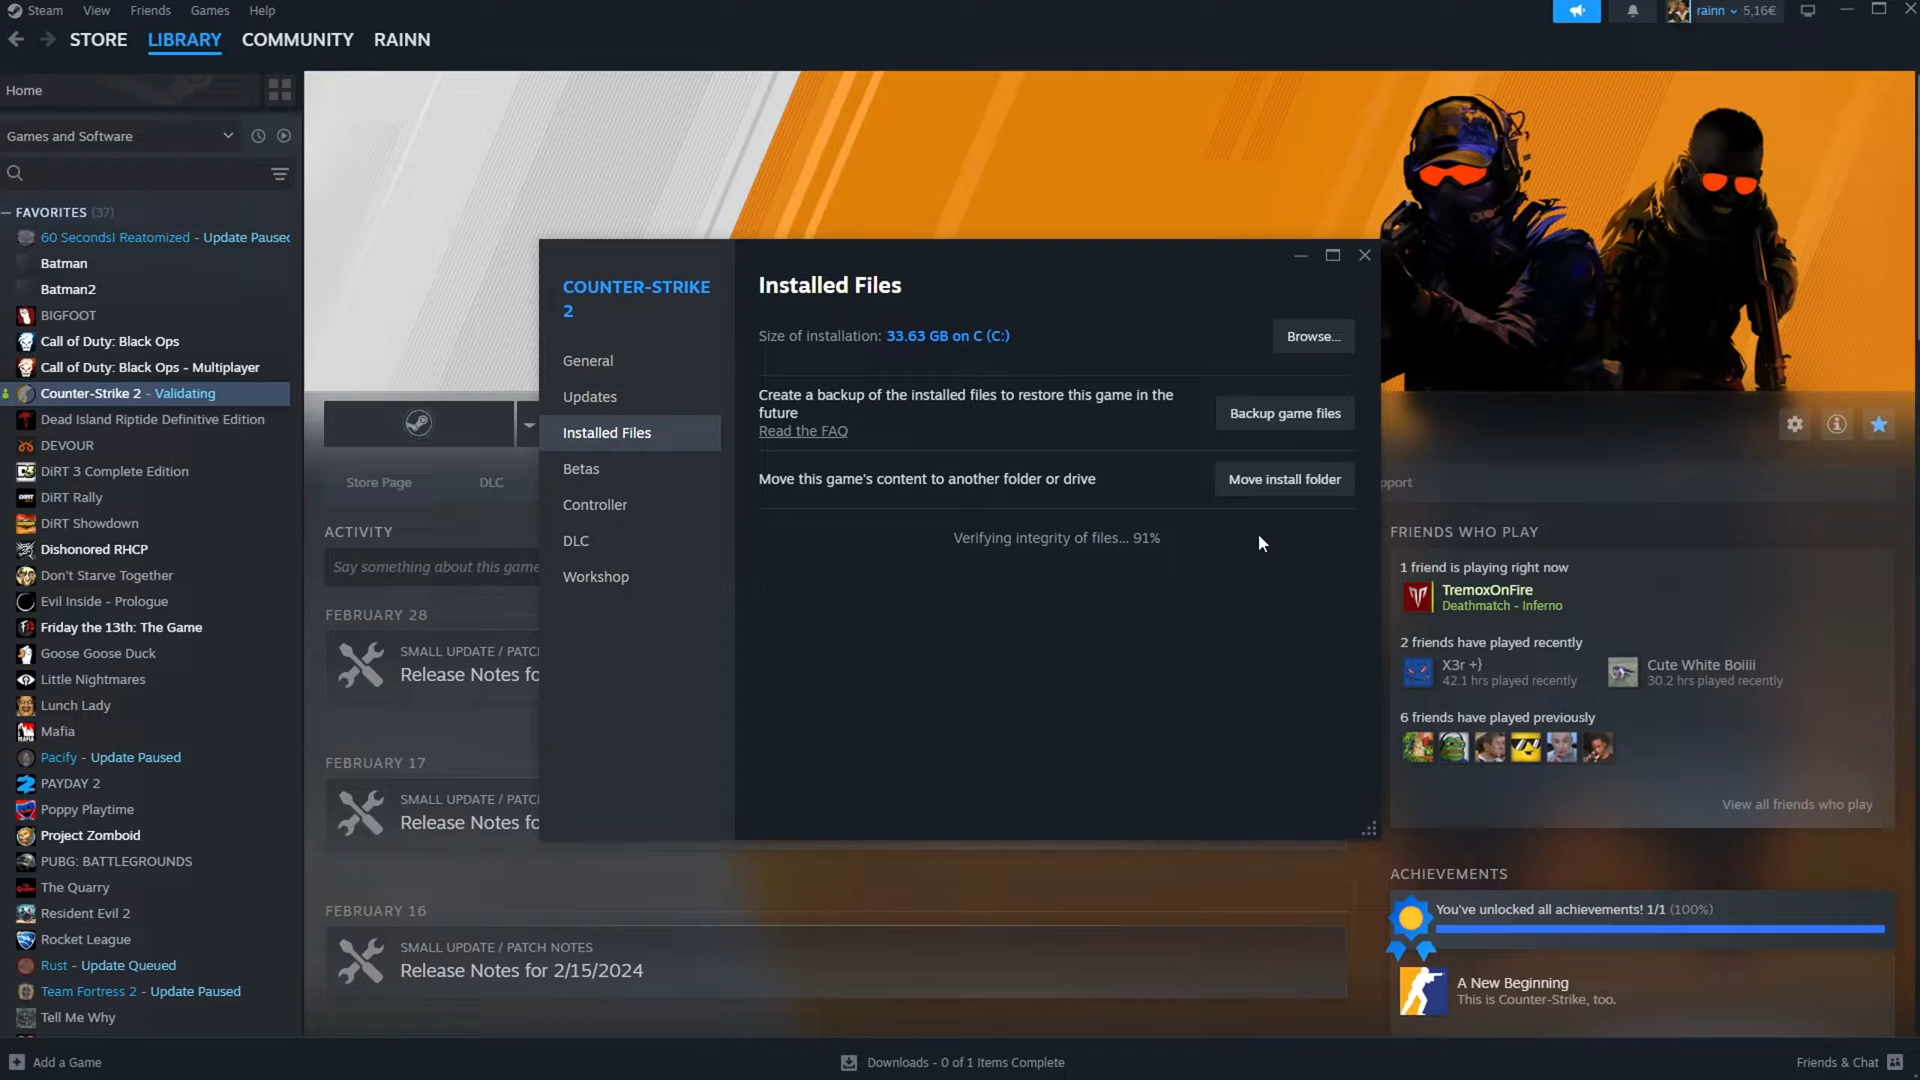 Steam View Friends Games Help
rainn 5,16€
STORE LIBRARY COMMUNITY RAINN
Home
Games and Software
FAVORITES (37)
60 Seconds! Reatomized - Update Paused
Batman
Batman2
BIGFOOT
Call of Duty: Black Ops
Call of Duty: Black Ops - Multiplayer
Counter-Strike 2 - Validating
Dead Island Riptide Definitive Edition
DEVOUR
DiRT 3 Complete Edition
DiRT Rally
DiRT Showdown
Dishonored RHCP
Don't Starve Together
Evil Inside - Prologue
Friday the 13th: The Game
Goose Goose Duck
Little Nightmares
Lunch Lady
Mafia
Pacify - Update Paused
PAYDAY 2
Poppy Playtime
Project Zomboid
PUBG: BATTLEGROUNDS
The Quarry
Resident Evil 2
Rocket League
Rust - Update Queued
Team Fortress 2 - Update Paused
Tell Me Why
Store Page DLC
ACTIVITY
Say something about this game
FEBRUARY 28
SMALL UPDATE / PATC
Release Notes fo
FEBRUARY 17
SMALL UPDATE / PATC
Release Notes fo
FEBRUARY 16
SMALL UPDATE / PATCH NOTES
Release Notes for 2/15/2024
COUNTER-STRIKE
2
General
Updates
Installed Files
Betas
Controller
DLC
Workshop
Installed Files
Size of installation: 33.63 GB on C (C:)
Browse...
Create a backup of the installed files to restore this game in the
future
Read the FAQ
Backup game files
Move this game's content to another folder or drive
Move install folder
Verifying integrity of files... 91%
pport
FRIENDS WHO PLAY
1 friend is playing right now
TremoxOnFire
Deathmatch - Inferno
2 friends have played recently
X3r +}
42.1 hrs played recently
Cute White Boiiii
30.2 hrs played recently
6 friends have played previously
View all friends who play
ACHIEVEMENTS
You've unlocked all achievements! 1/1 (100%)
A New Beginning
This is Counter-Strike, too.
Add a Game
Downloads - 0 of 1 Items Complete
Friends & Chat